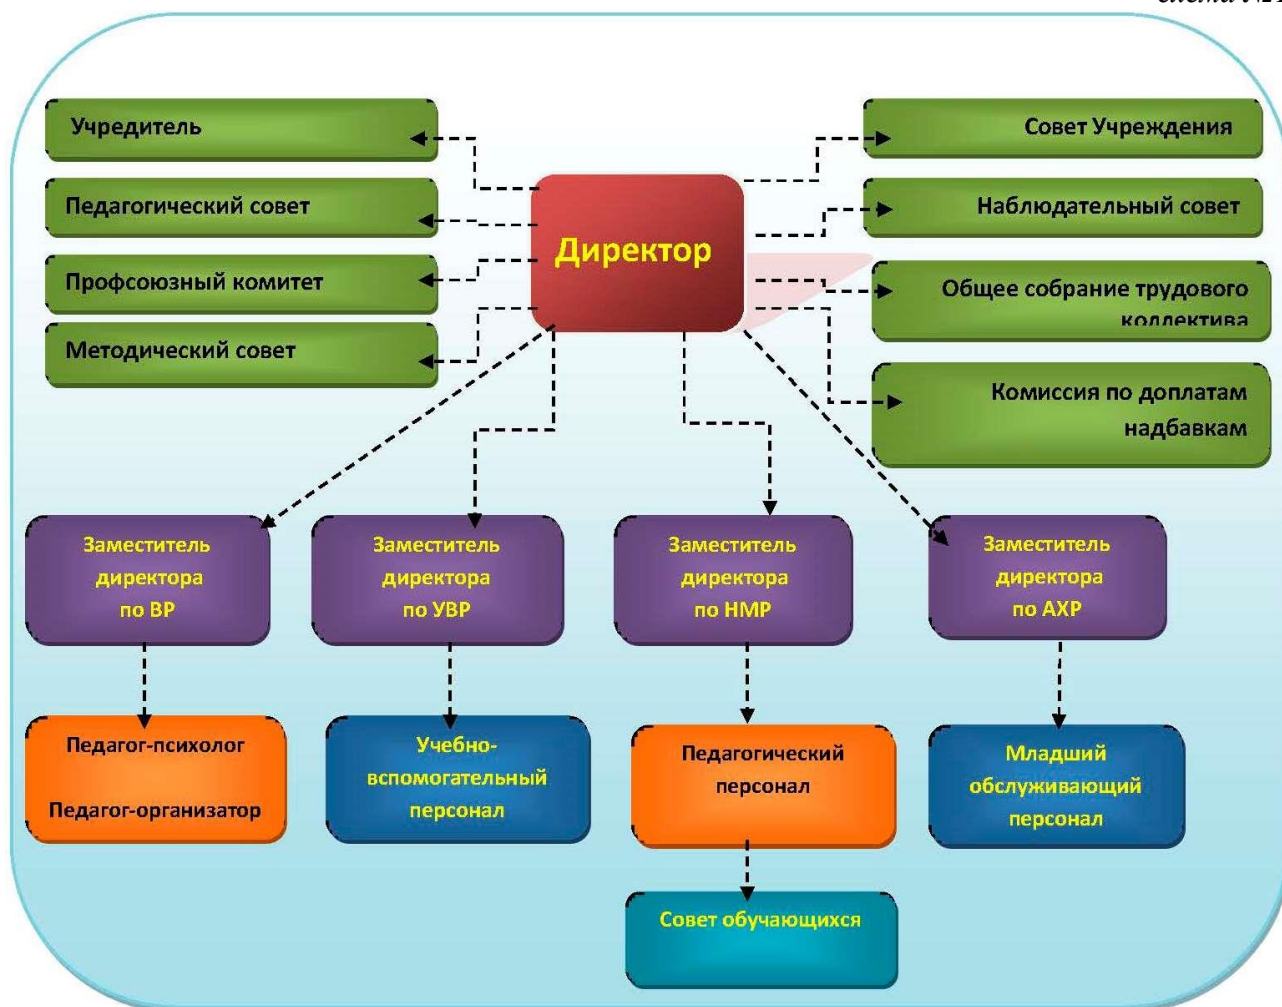 Учредитель
Совет Учреждения
Педагогический совет
Наблюдательный совет
Директор
Профсоюзный комитет
Общее собрание трудового
коллектива
Методический совет
Комиссия по доплатам
надбавкам
Заместитель
директора
по ВР
Заместитель
директора
по УВР
Заместитель
директора
по НМР
Заместитель
директора
по АХР
Педагог-психолог
Педагог-организатор
Учебно-
вспомогательный
персонал
Педагогический
персонал
Младший
обслуживающий
персонал
Совет обучающихся